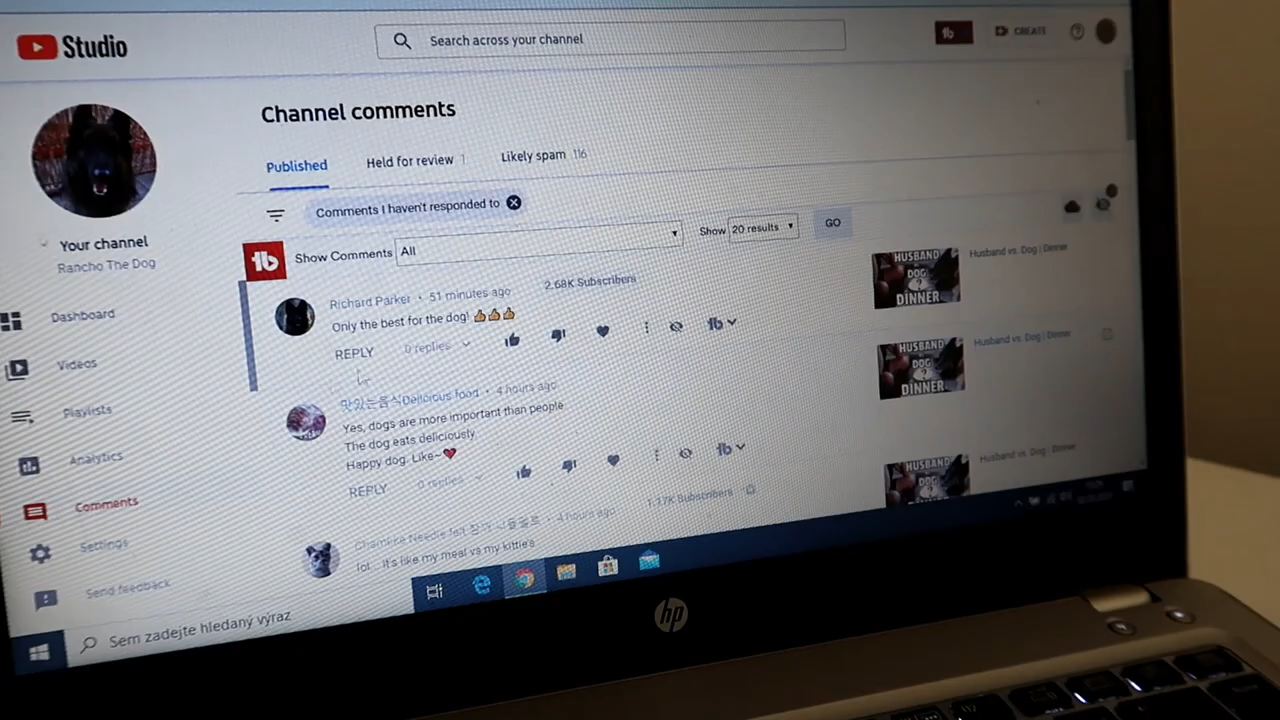 Studio
Search across your channel
CREATE
Channel comments
Published
Held for review 1
Likely spam 116
Comments I haven't responded to
Your channel
Rancho The Dog
Show Comments All
Show 20 results
GO
Richard Parker • 51 minutes ago
2.68K Subscribers
Only the best for the dog! 👍👍👍
REPLY 0 replies
HUSBAND
DOG
?
DINNER
Husband vs. Dog | Dinner
맛있는음식Delicious food • 4 hours ago
Yes, dogs are more important than people.
The dog eats deliciously.
Happy dog. Like~❤
REPLY 0 replies
HUSBAND
DOG
?
DINNER
Husband vs. Dog | Dinner
4 hours ago
1.17K Subscribers
lol.. it's like my meal vs my kittie's
HUSBAND
DOG
Husband vs. Dog | Dinner
Dashboard
Videos
Playlists
Analytics
Comments
Settings
Send feedback
Sem zadejte hledaný výraz
hp